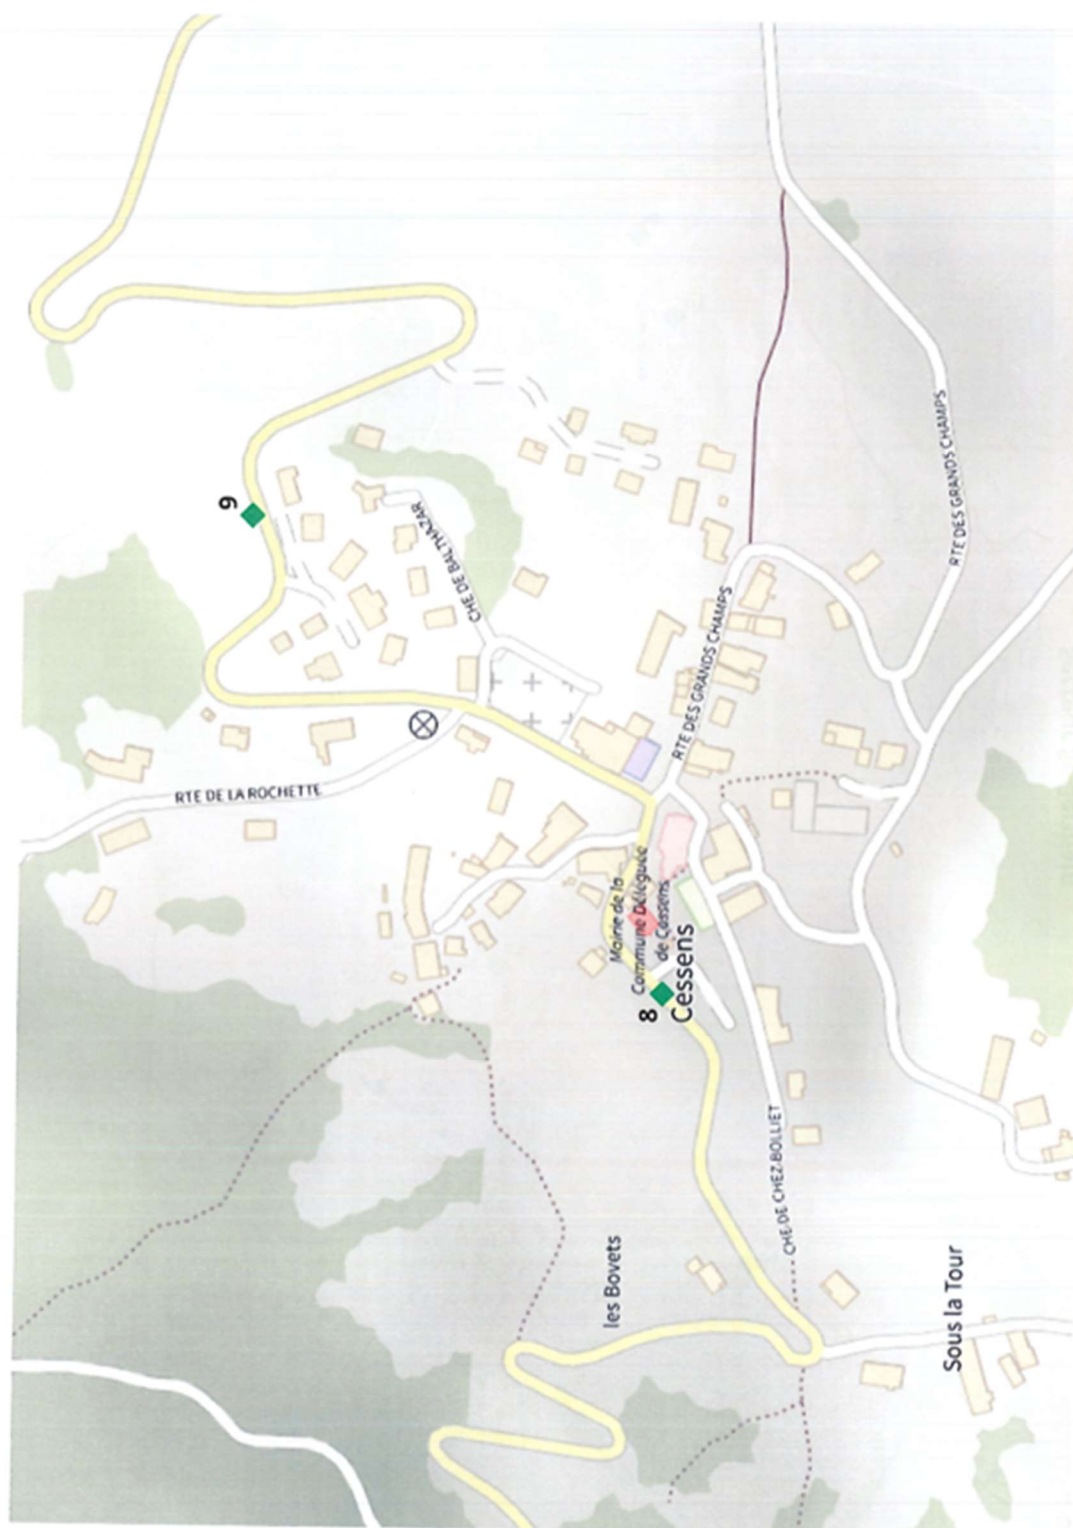 9
CHE DE BALTHAZAR
RTE DE LA ROCHETTE
RTE DES GRANDS CHAMPS
RTE DES GRANDS CHAMPS
Mairie de la
Commune Déléguée
de Cessens
8
Cessens
CHE DE CHEZ BOLLIET
les Bovets
Sous la Tour